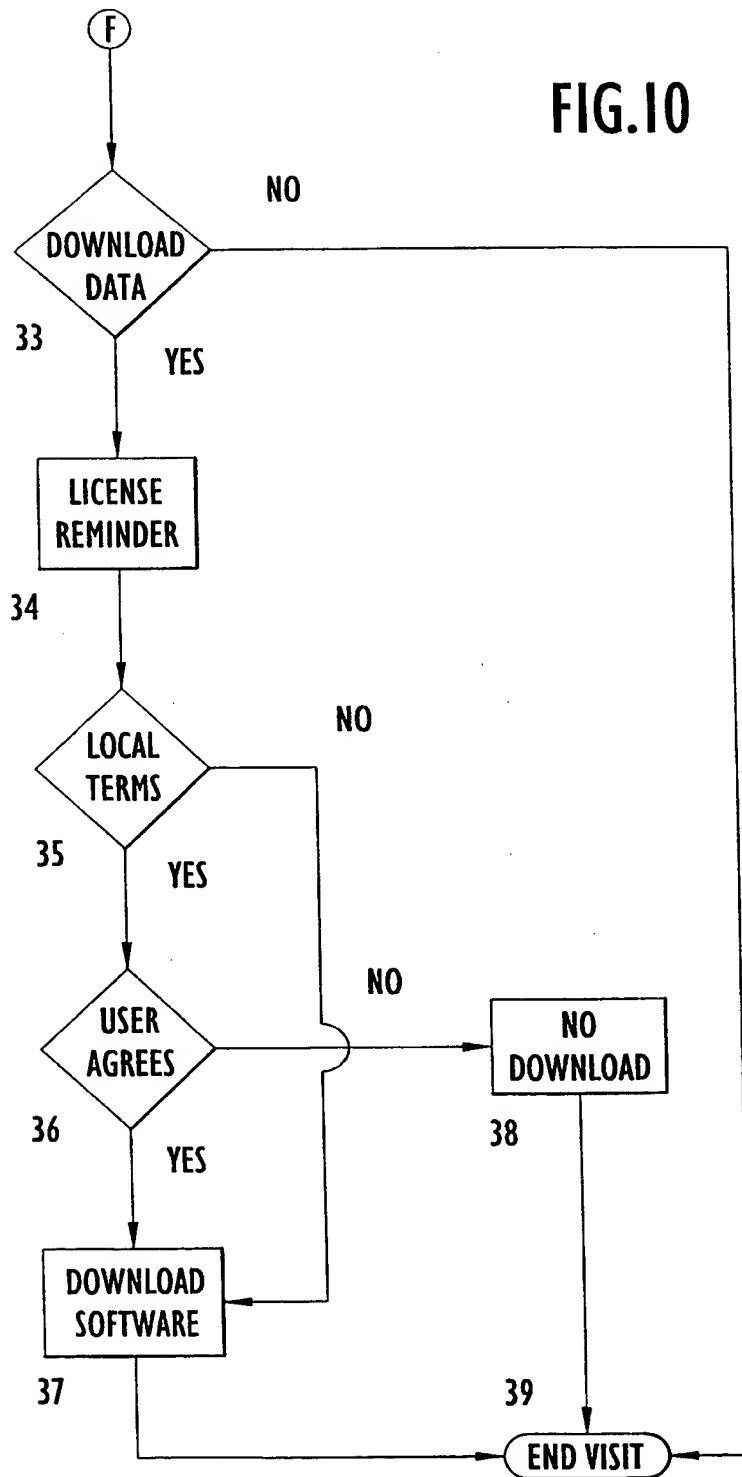 F
FIG.10
NO
DOWNLOAD
DATA
33
YES
LICENSE
REMINDER
34
NO
LOCAL
TERMS
35
YES
NO
USER
AGREES
NO
DOWNLOAD
36
38
YES
DOWNLOAD
SOFTWARE
37
39
END VISIT